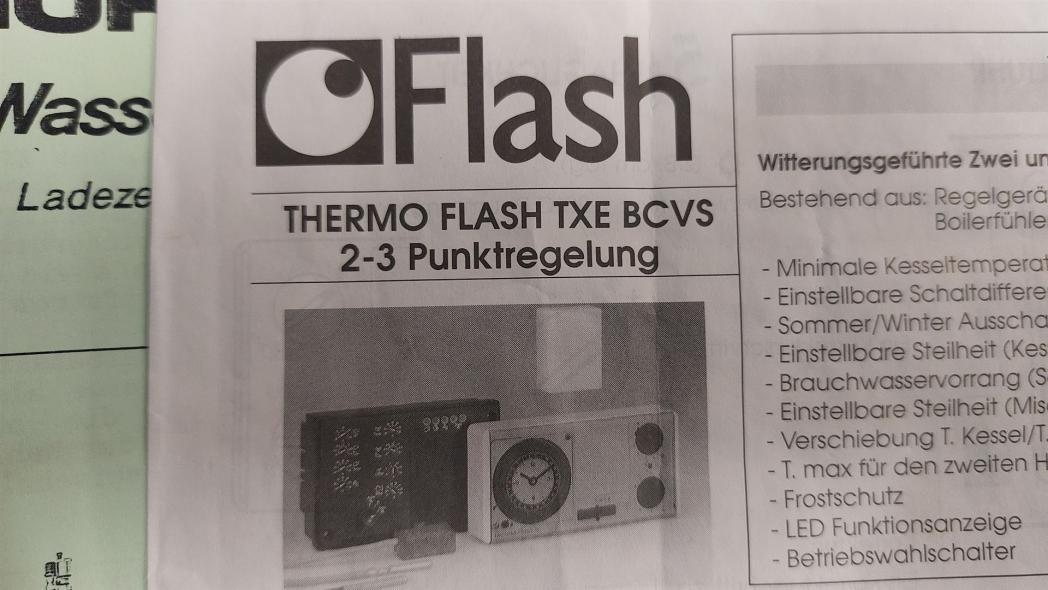 Wass
Ladeze
Flash
THERMO FLASH TXE BCVS
2-3 Punktregelung
Witterungsgeführte Zwei un
Bestehend aus: Regelgerä
Boilerfühle
- Minimale Kesseltemperat
- Einstellbare Schaltdiffere
- Sommer/Winter Ausscha
- Einstellbare Steilheit (Kes
- Brauchwasservorrang (S
- Einstellbare Steilheit (Mis
- Verschiebung T. Kessel/T.
- T. max für den zweiten H
- Frostschutz
- LED Funktionsanzeige
- Betriebswahlschalter